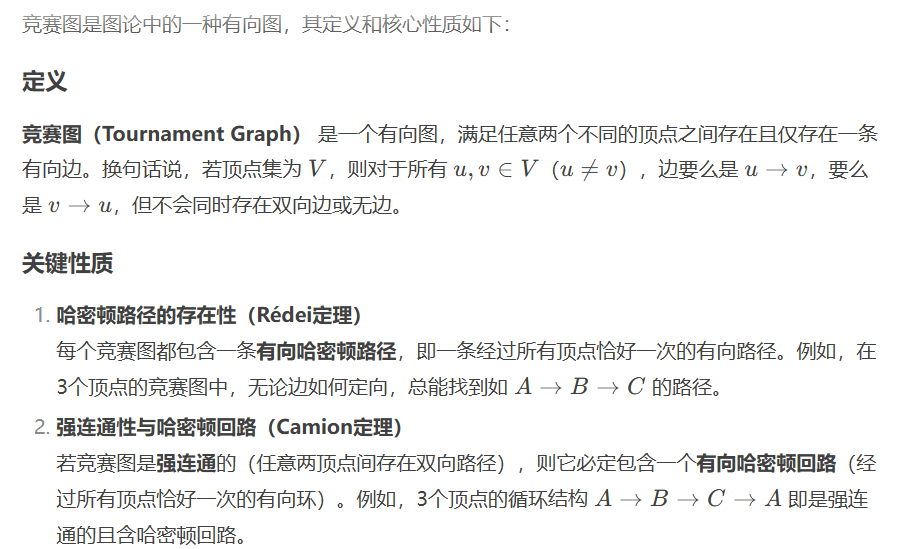 竞赛图是图论中的一种有向图，其定义和核心性质如下：
定义
竞赛图（Tournament Graph） 是一个有向图，满足任意两个不同的顶点之间存在且仅存在一条
有向边。换句话说，若顶点集为 V，则对于所有 u, v ∈ V（u ≠ v），边要么是 u → v，要么
是 v → u，但不会同时存在双向边或无边。
关键性质
1. 哈密顿路径的存在性（Rédei定理）
每个竞赛图都包含一条有向哈密顿路径，即一条经过所有顶点恰好一次的有向路径。例如，在
3个顶点的竞赛图中，无论边如何定向，总能找到如 A → B → C 的路径。
2. 强连通性与哈密顿回路（Camion定理）
若竞赛图是强连通的（任意两顶点间存在双向路径），则它必定包含一个有向哈密顿回路（经
过所有顶点恰好一次的有向环）。例如，3个顶点的循环结构 A → B → C → A 即是强连
通的且含哈密顿回路。